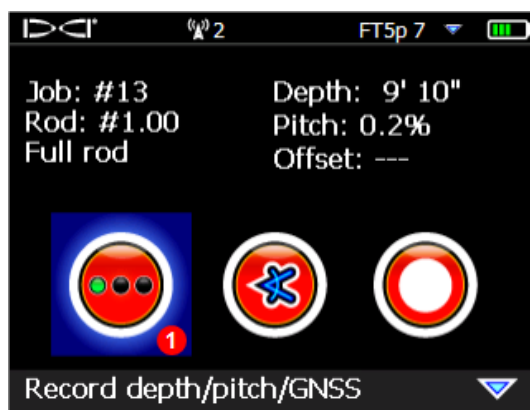 DCI 2 FT5p 7
Job: #13 Depth: 9' 10"
Rod: #1.00 Pitch: 0.2%
Full rod Offset: ---
1
Record depth/pitch/GNSS